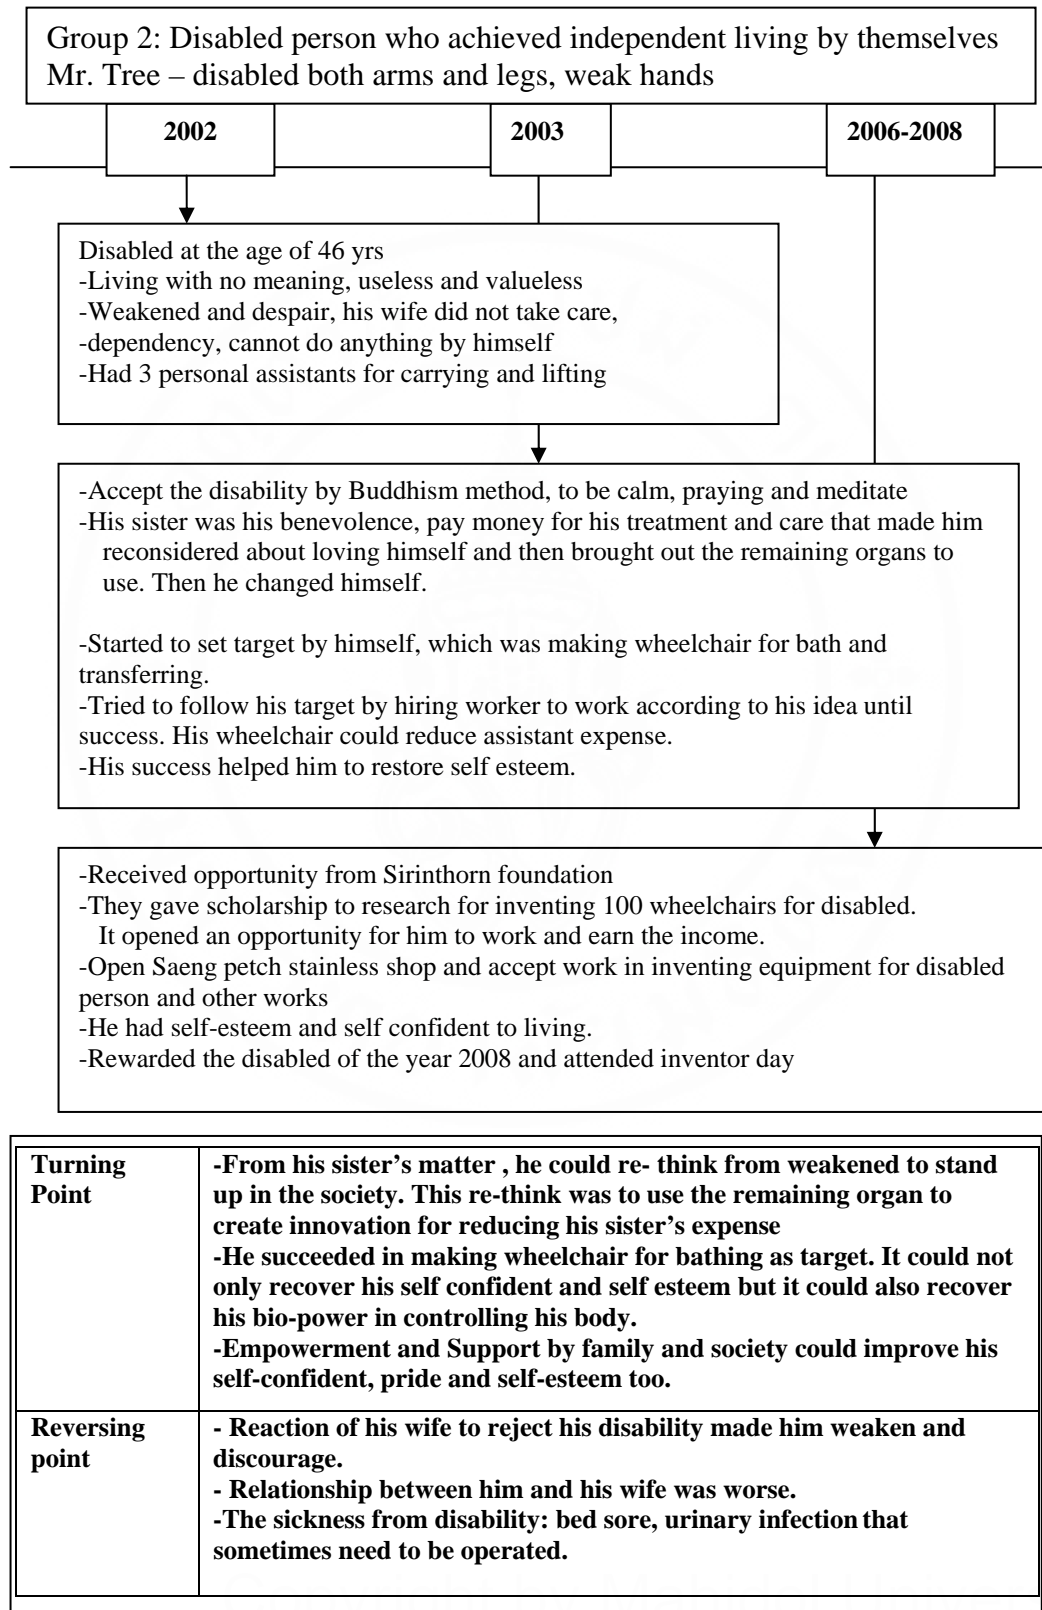 Group 2: Disabled person who achieved independent living by themselves
Mr. Tree – disabled both arms and legs, weak hands
2002
2003
2006-2008
Disabled at the age of 46 yrs
-Living with no meaning, useless and valueless
-Weakened and despair, his wife did not take care,
-dependency, cannot do anything by himself
-Had 3 personal assistants for carrying and lifting
-Accept the disability by Buddhism method, to be calm, praying and meditate
-His sister was his benevolence, pay money for his treatment and care that made him
reconsidered about loving himself and then brought out the remaining organs to
use. Then he changed himself.
-Started to set target by himself, which was making wheelchair for bath and
transferring.
-Tried to follow his target by hiring worker to work according to his idea until
success. His wheelchair could reduce assistant expense.
-His success helped him to restore self esteem.
-Received opportunity from Sirinthorn foundation
-They gave scholarship to research for inventing 100 wheelchairs for disabled.
It opened an opportunity for him to work and earn the income.
-Open Saeng petch stainless shop and accept work in inventing equipment for disabled
person and other works
-He had self-esteem and self confident to living.
-Rewarded the disabled of the year 2008 and attended inventor day
Turning
Point
-From his sister's matter , he could re- think from weakened to stand
up in the society. This re-think was to use the remaining organ to
create innovation for reducing his sister's expense
-He succeeded in making wheelchair for bathing as target. It could not
only recover his self confident and self esteem but it could also recover
his bio-power in controlling his body.
-Empowerment and Support by family and society could improve his
self-confident, pride and self-esteem too.
Reversing
point
- Reaction of his wife to reject his disability made him weaken and
discourage.
- Relationship between him and his wife was worse.
-The sickness from disability: bed sore, urinary infection that
sometimes need to be operated.